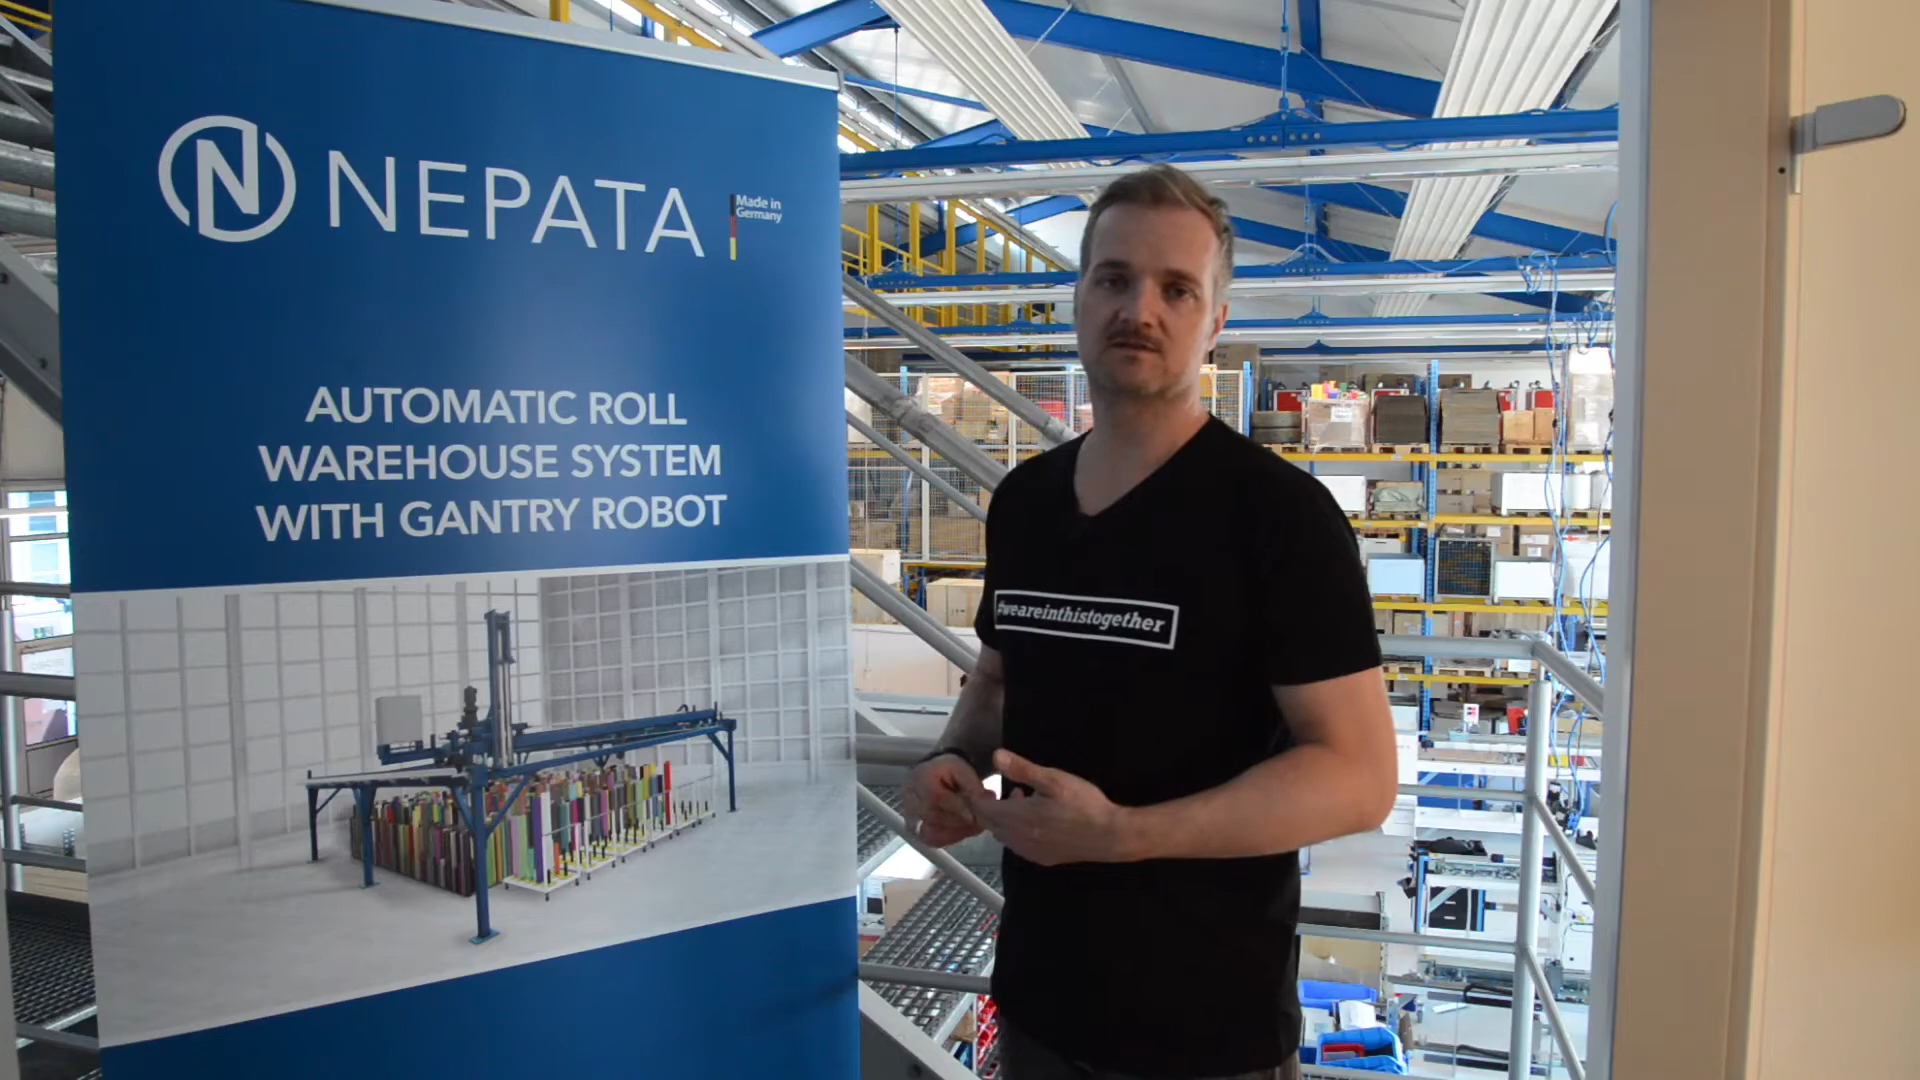 NEPATA
Made in
Germany
AUTOMATIC ROLL
WAREHOUSE SYSTEM
WITH GANTRY ROBOT
#weareinthistogether